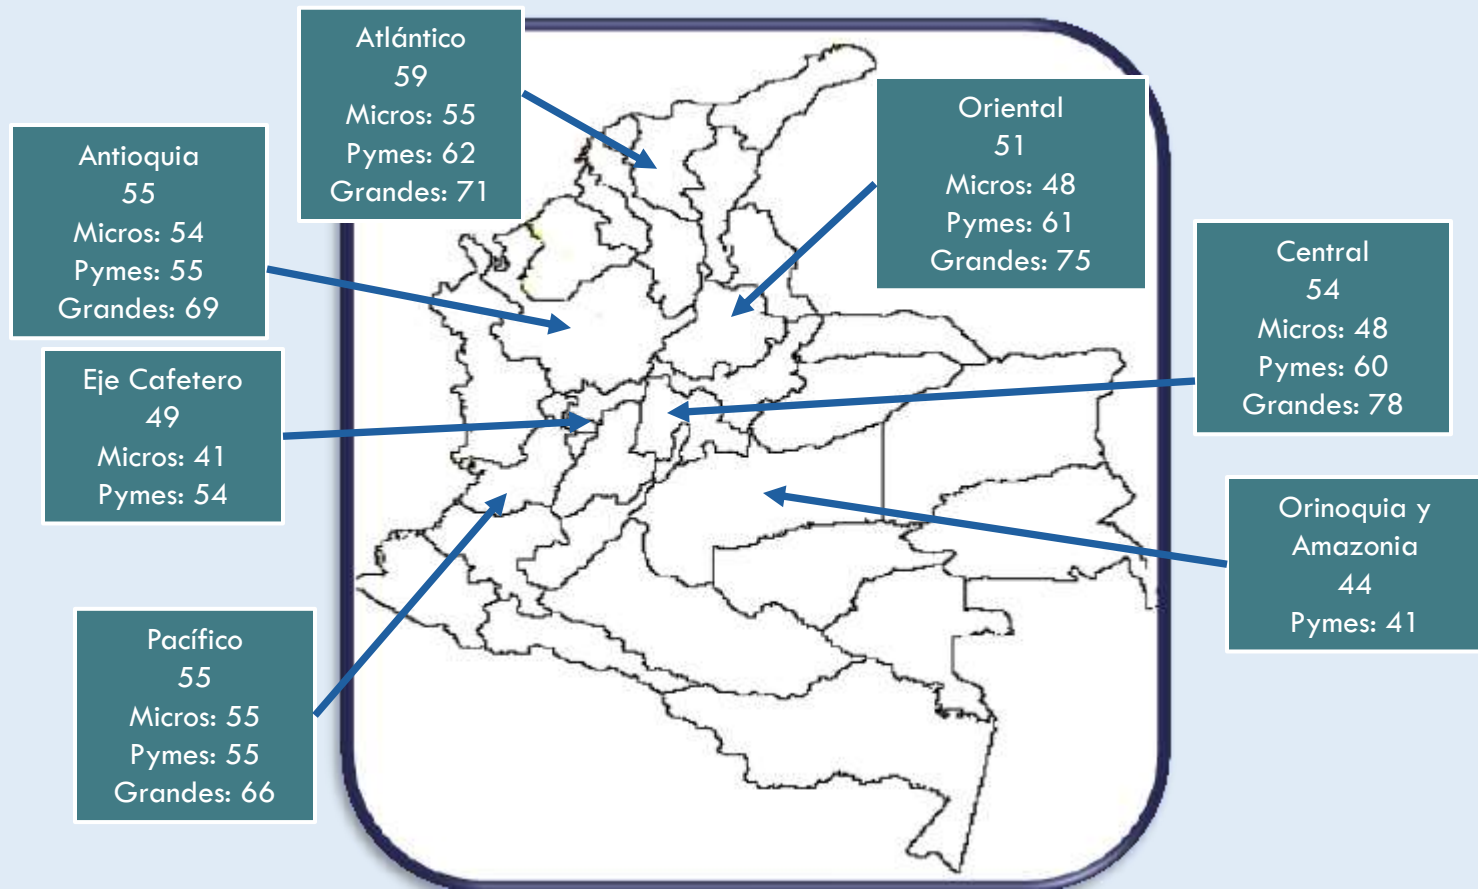 Atlántico
59
Micros: 55
Pymes: 62
Grandes: 71
Oriental
51
Micros: 48
Pymes: 61
Grandes: 75
Antioquia
55
Micros: 54
Pymes: 55
Grandes: 69
Central
54
Micros: 48
Pymes: 60
Grandes: 78
Eje Cafetero
49
Micros: 41
Pymes: 54
Orinoquia y
Amazonia
44
Pymes: 41
Pacífico
55
Micros: 55
Pymes: 55
Grandes: 66